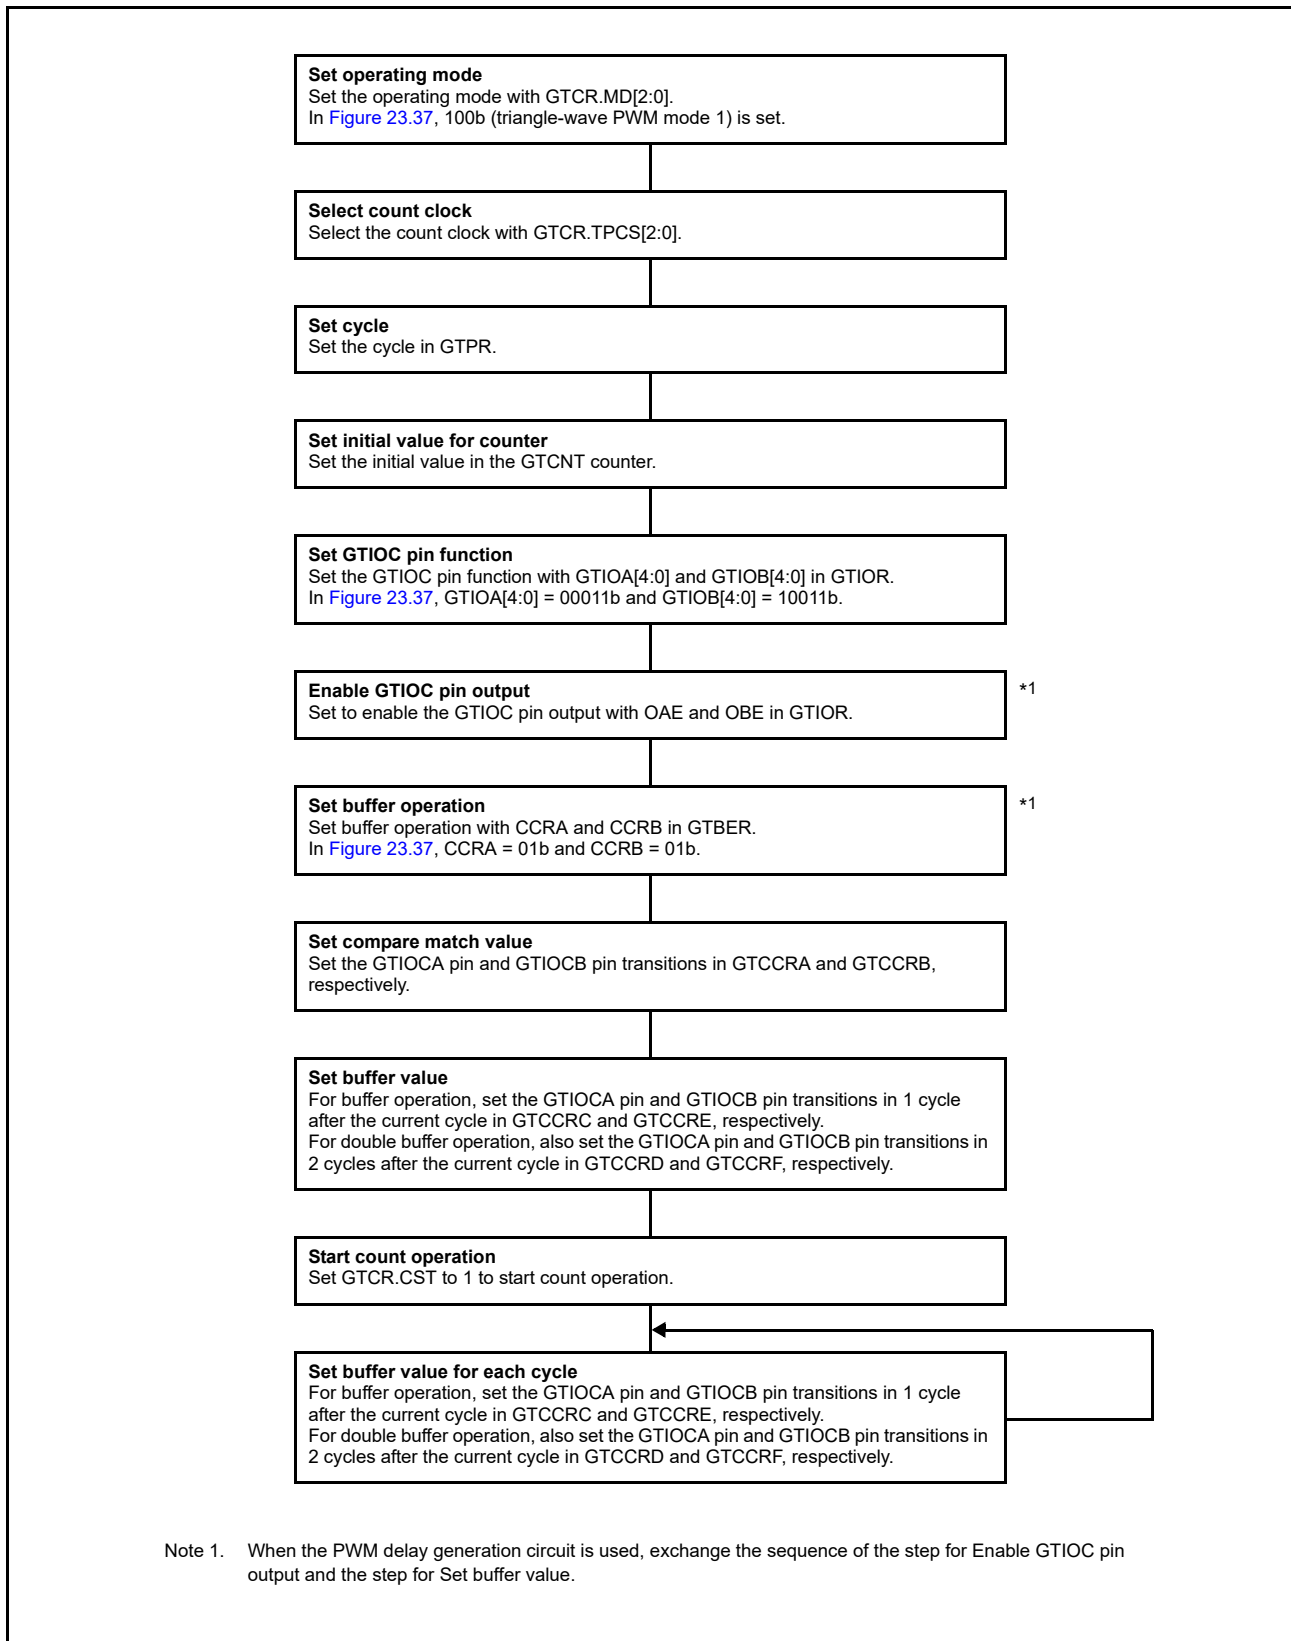 Set operating mode
Set the operating mode with GTCR.MD[2:0].
In Figure 23.37, 100b (triangle-wave PWM mode 1) is set.
Select count clock
Select the count clock with GTCR.TPCS[2:0].
Set cycle
Set the cycle in GTPR.
Set initial value for counter
Set the initial value in the GTCNT counter.
Set GTIOC pin function
Set the GTIOC pin function with GTIOA[4:0] and GTIOB[4:0] in GTIOR.
In Figure 23.37, GTIOA[4:0] = 00011b and GTIOB[4:0] = 10011b.
Enable GTIOC pin output
Set to enable the GTIOC pin output with OAE and OBE in GTIOR.
*1
Set buffer operation
Set buffer operation with CCRA and CCRB in GTBER.
In Figure 23.37, CCRA = 01b and CCRB = 01b.
*1
Set compare match value
Set the GTIOCA pin and GTIOCB pin transitions in GTCCRA and GTCCRB,
respectively.
Set buffer value
For buffer operation, set the GTIOCA pin and GTIOCB pin transitions in 1 cycle
after the current cycle in GTCCRC and GTCCRE, respectively.
For double buffer operation, also set the GTIOCA pin and GTIOCB pin transitions in
2 cycles after the current cycle in GTCCRD and GTCCRF, respectively.
Start count operation
Set GTCR.CST to 1 to start count operation.
Set buffer value for each cycle
For buffer operation, set the GTIOCA pin and GTIOCB pin transitions in 1 cycle
after the current cycle in GTCCRC and GTCCRE, respectively.
For double buffer operation, also set the GTIOCA pin and GTIOCB pin transitions in
2 cycles after the current cycle in GTCCRD and GTCCRF, respectively.
Note 1. When the PWM delay generation circuit is used, exchange the sequence of the step for Enable GTIOC pin
output and the step for Set buffer value.